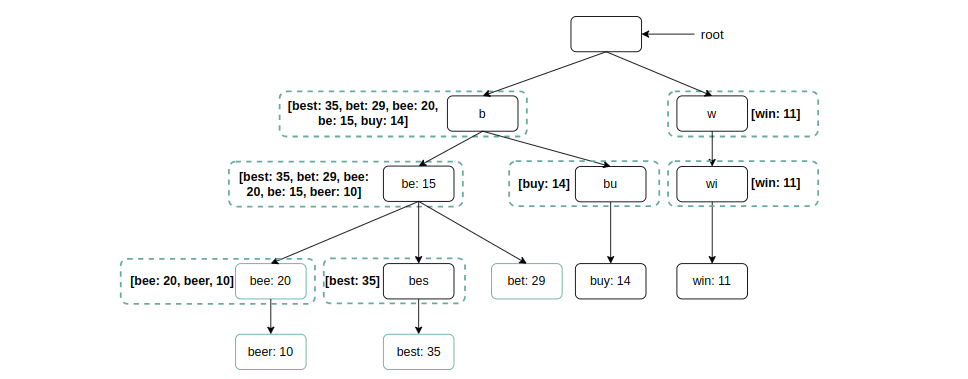 root
[best: 35, bet: 29, bee: 20,
be: 15, buy: 14]
b
w
[win: 11]
[best: 35, bet: 29, bee:
20, be: 15, beer: 10]
be: 15
[buy: 14]
bu
wi
[win: 11]
[bee: 20, beer, 10]
bee: 20
[best: 35]
bes
bet: 29
buy: 14
win: 11
beer: 10
best: 35